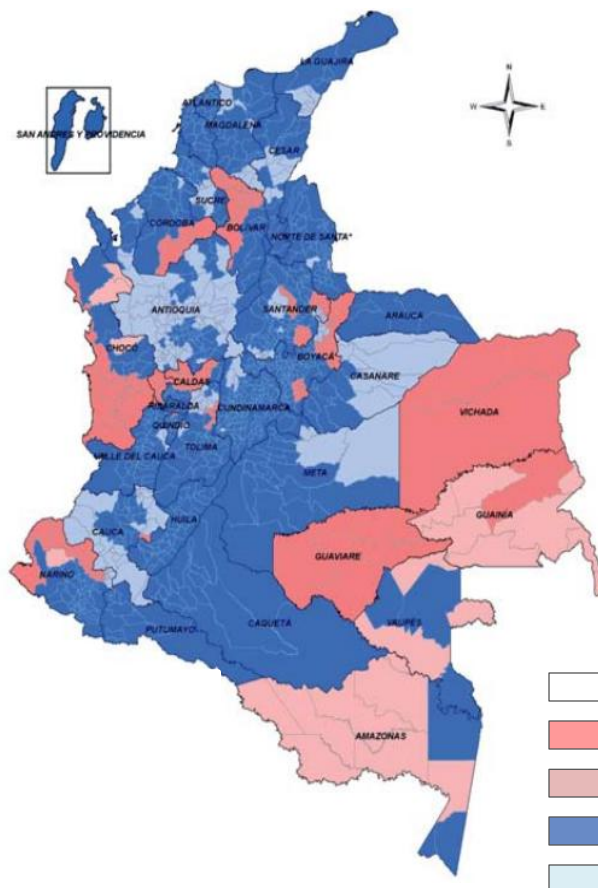 LA GUAJIRA
N
W E
S
ATLANTICO
MAGDALENA
SAN ANDRES Y PROVIDENCIA
CESAR
SUCRE
CORDOBA
BOLIVAR
NORTE DE SANTA*
ANTIOQUIA
SANTANDER
ARAUCA
CHOCO
BOYACA
CASANARE
CALDAS
VICHADA
RISARALDA
CUNDINAMARCA
QUINDIO
TOLIMA
VALLE DEL CAUCA
META
GUAINIA
CAUCA
HUILA
GUAVIARE
NARIÑO
VAUPES
PUTUMAYO
CAQUETA
AMAZONAS